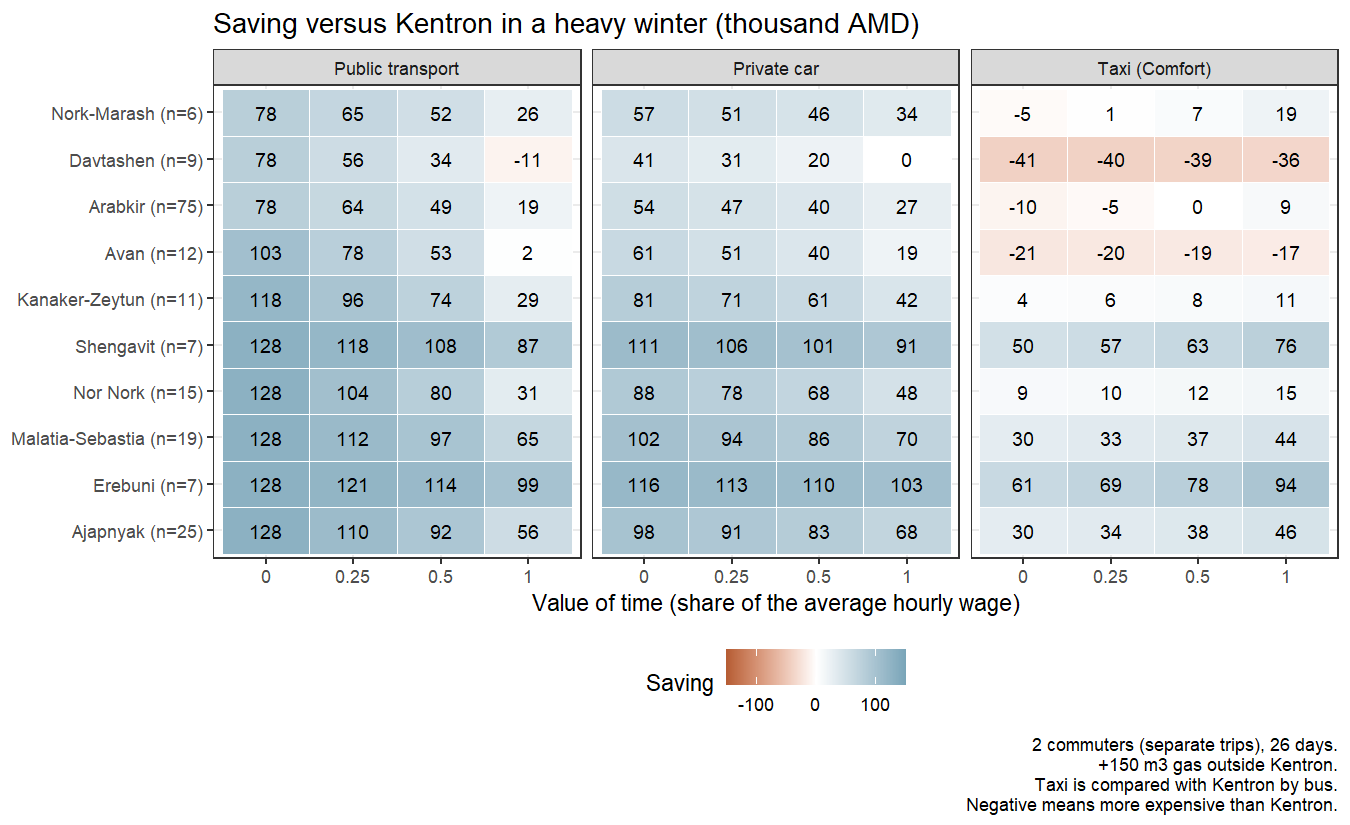 Saving versus Kentron in a heavy winter (thousand AMD)
Public transport Private car Taxi (Comfort)
Nork-Marash (n=6) 78 65 52 26 57 51 46 34 -5 1 7 19
Davtashen (n=9) 78 56 34 -11 41 31 20 0 -41 -40 -39 -36
Arabkir (n=75) 78 64 49 19 54 47 40 27 -10 -5 0 9
Avan (n=12) 103 78 53 2 61 51 40 19 -21 -20 -19 -17
Kanaker-Zeytun (n=11) 118 96 74 29 81 71 61 42 4 6 8 11
Shengavit (n=7) 128 118 108 87 111 106 101 91 50 57 63 76
Nor Nork (n=15) 128 104 80 31 88 78 68 48 9 10 12 15
Malatia-Sebastia (n=19) 128 112 97 65 102 94 86 70 30 33 37 44
Erebuni (n=7) 128 121 114 99 116 113 110 103 61 69 78 94
Ajapnyak (n=25) 128 110 92 56 98 91 83 68 30 34 38 46
0 0.25 0.5 1 0 0.25 0.5 1 0 0.25 0.5 1
Value of time (share of the average hourly wage)
Saving
-100 0 100
2 commuters (separate trips), 26 days.
+150 m3 gas outside Kentron.
Taxi is compared with Kentron by bus.
Negative means more expensive than Kentron.